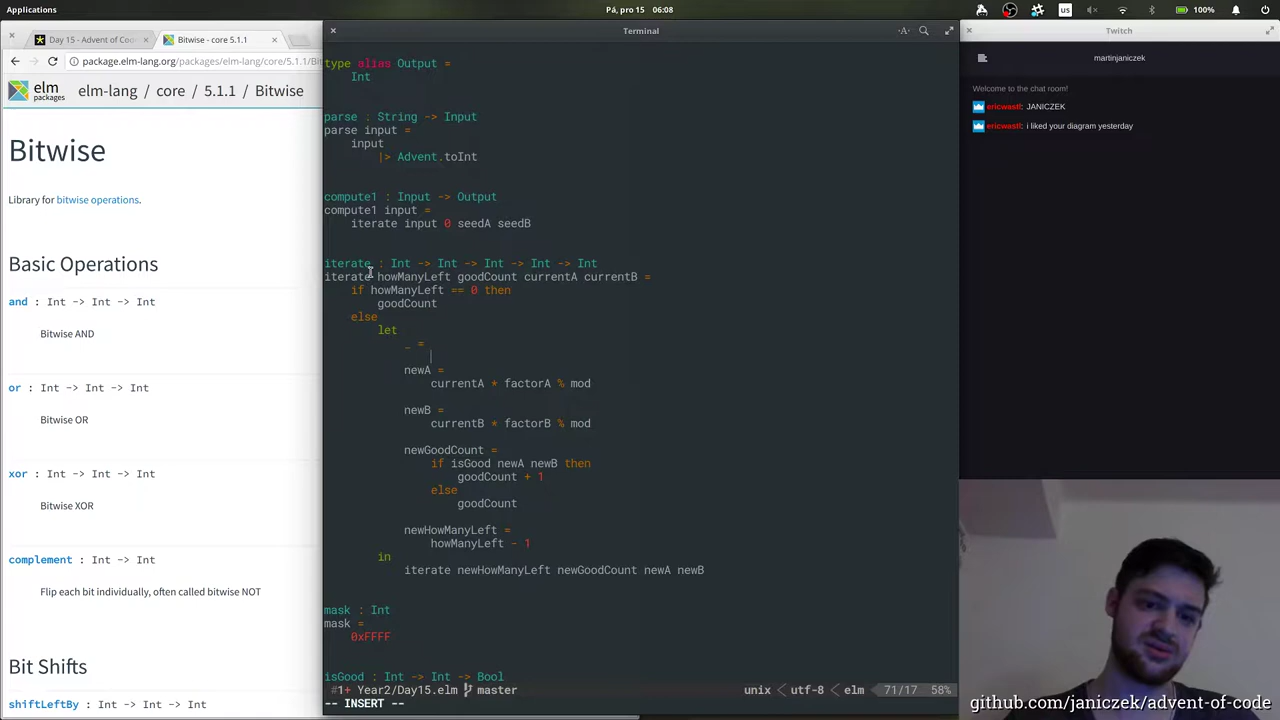 Applications
Pá, pro 15 06:08
us
100%
Day 15 - Advent of Co
Bitwise - core 5.1.1
package.elm-lang.org/packages/elm-lang/core/5.1.1/Bi
elm packages
elm-lang / core / 5.1.1 / Bitwise
Bitwise
Library for bitwise operations.
Basic Operations
and : Int -> Int -> Int
Bitwise AND
or : Int -> Int -> Int
Bitwise OR
xor : Int -> Int -> Int
Bitwise XOR
complement : Int -> Int
Flip each bit individually, often called bitwise NOT
Bit Shifts
shiftLeftBy : Int -> Int -> Int
Terminal
type alias Output =
Int
parse : String -> Input
parse input =
input
|> Advent.toInt
compute1 : Input -> Output
compute1 input =
iterate input 0 seedA seedB
iterate : Int -> Int -> Int -> Int -> Int
iterate howManyLeft goodCount currentA currentB =
if howManyLeft == 0 then
goodCount
else
let
_ =
newA =
currentA * factorA % mod
newB =
currentB * factorB % mod
newGoodCount =
if isGood newA newB then
goodCount + 1
else
goodCount
newHowManyLeft =
howManyLeft - 1
in
iterate newHowManyLeft newGoodCount newA newB
mask : Int
mask =
0xFFFF
isGood : Int -> Int -> Bool
#1+ Year2/Day15.elm master
unix utf-8 elm 71/17 58%
-- INSERT --
Twitch
martinjaniczek
Welcome to the chat room!
ericwastl: JANICZEK
ericwastl: i liked your diagram yesterday
github.com/janiczek/advent-of-code